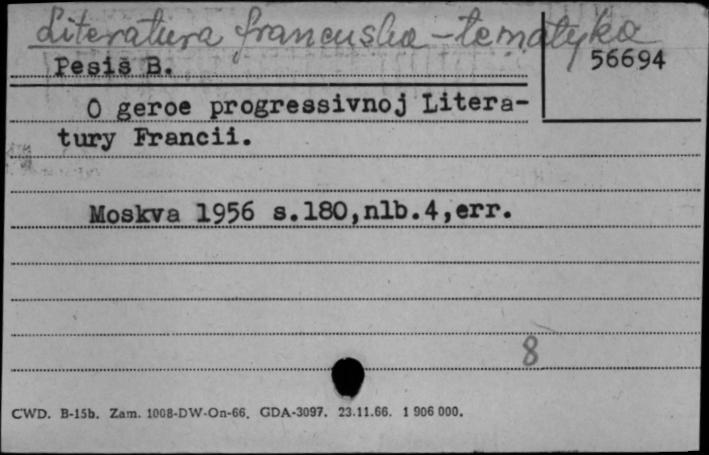 Literatura francuska - tematyka
Pesiš B.
56694
O geroe progressivnoj Litera-
tury Francii.
Moskva 1956 s.180,nlb.4,err.
8
CWD. B-15b. Zam. 1008-DW-On-66. GDA-3097. 23.11.66. 1 906 000.